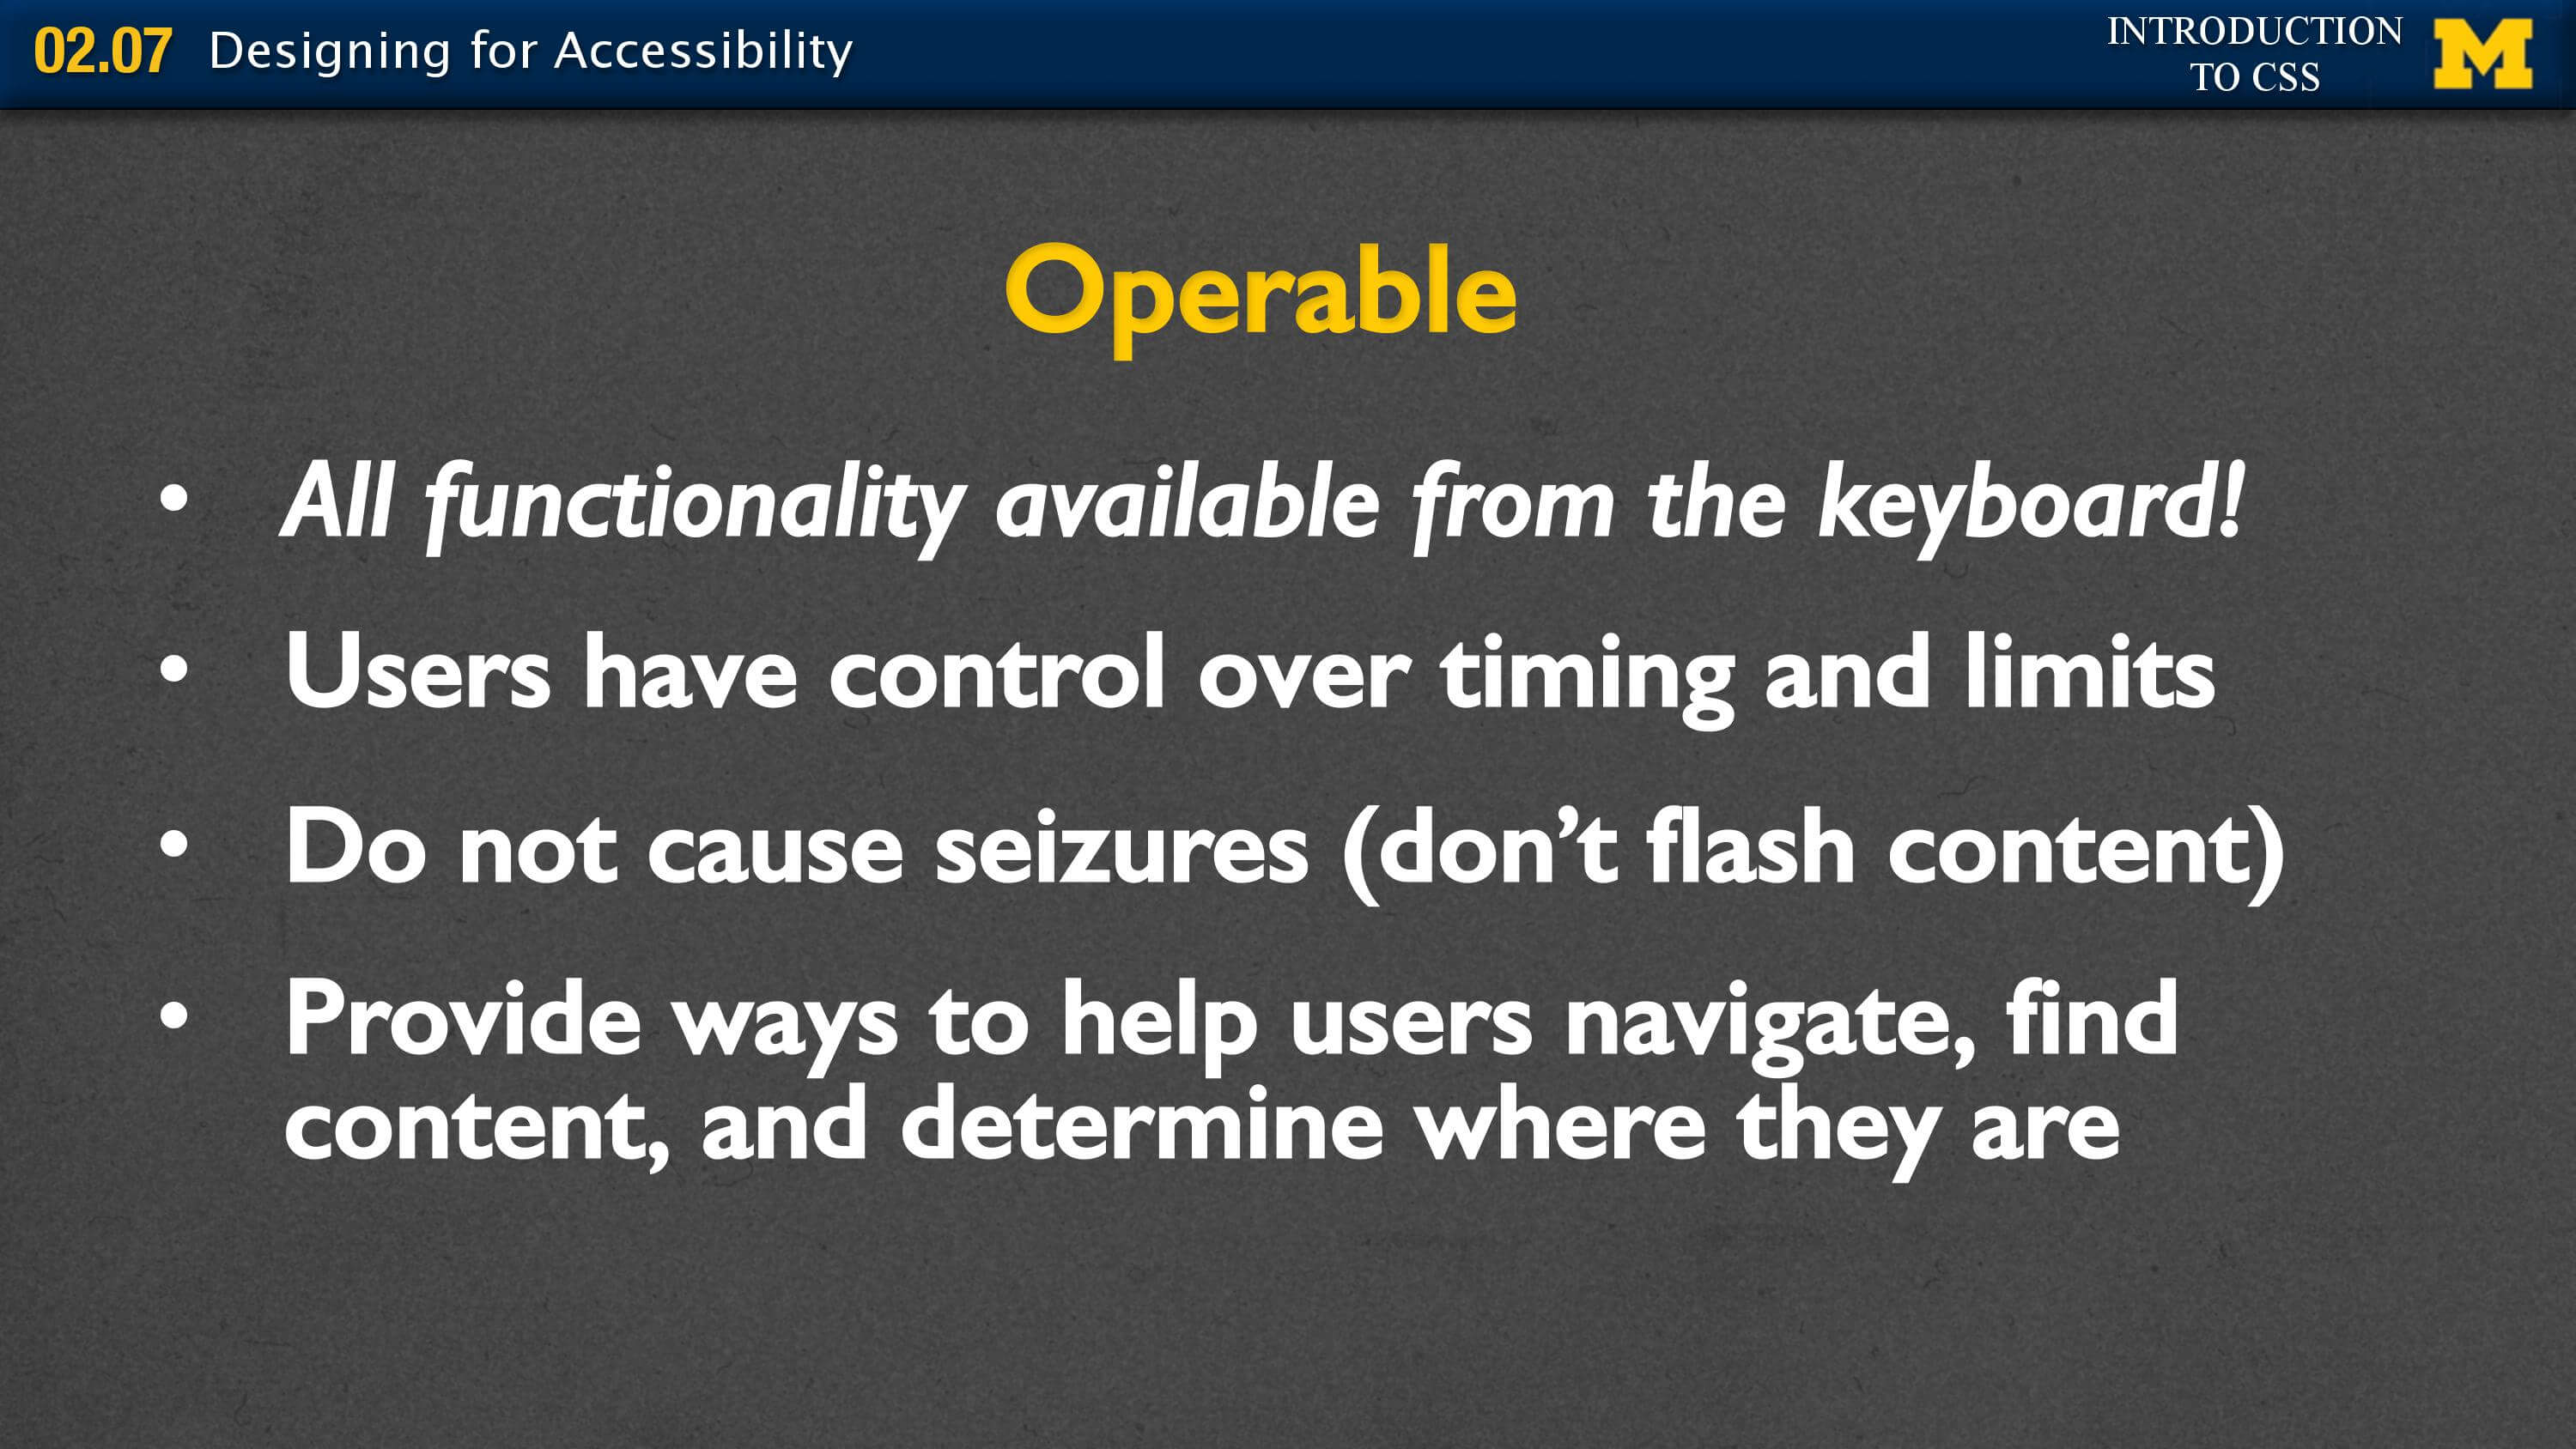 02.07 Designing for Accessibility
INTRODUCTION
TO CSS
M
Operable
• All functionality available from the keyboard!
• Users have control over timing and limits
• Do not cause seizures (don’t flash content)
• Provide ways to help users navigate, find
content, and determine where they are